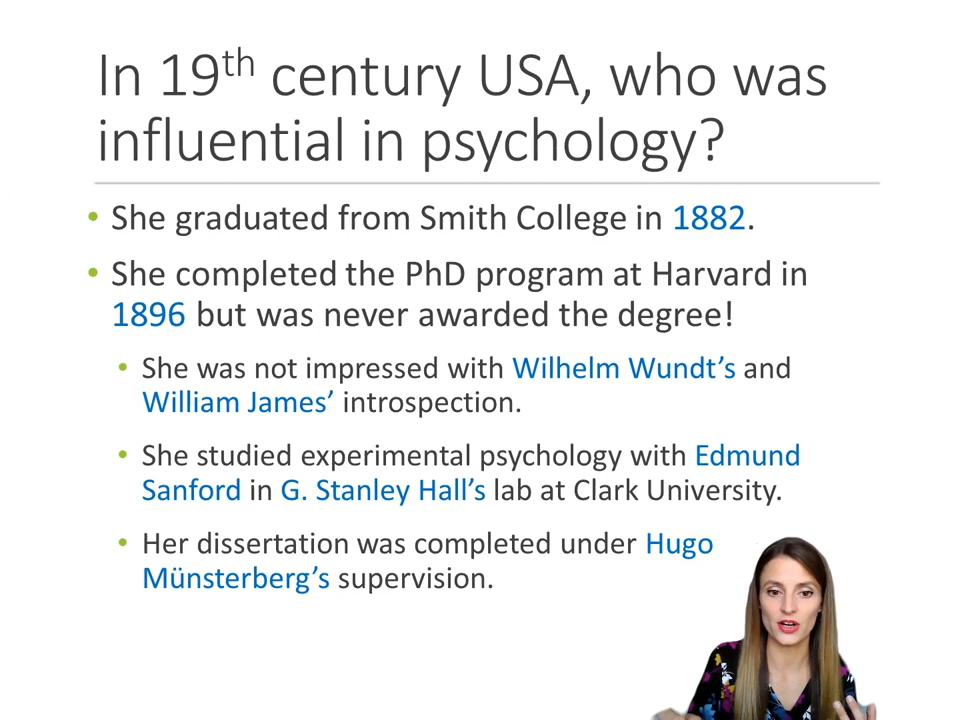 In 19th century USA, who was
influential in psychology?
• She graduated from Smith College in 1882.
• She completed the PhD program at Harvard in
1896 but was never awarded the degree!
• She was not impressed with Wilhelm Wundt’s and
William James’ introspection.
• She studied experimental psychology with Edmund
Sanford in G. Stanley Hall’s lab at Clark University.
• Her dissertation was completed under Hugo
Münsterberg’s supervision.